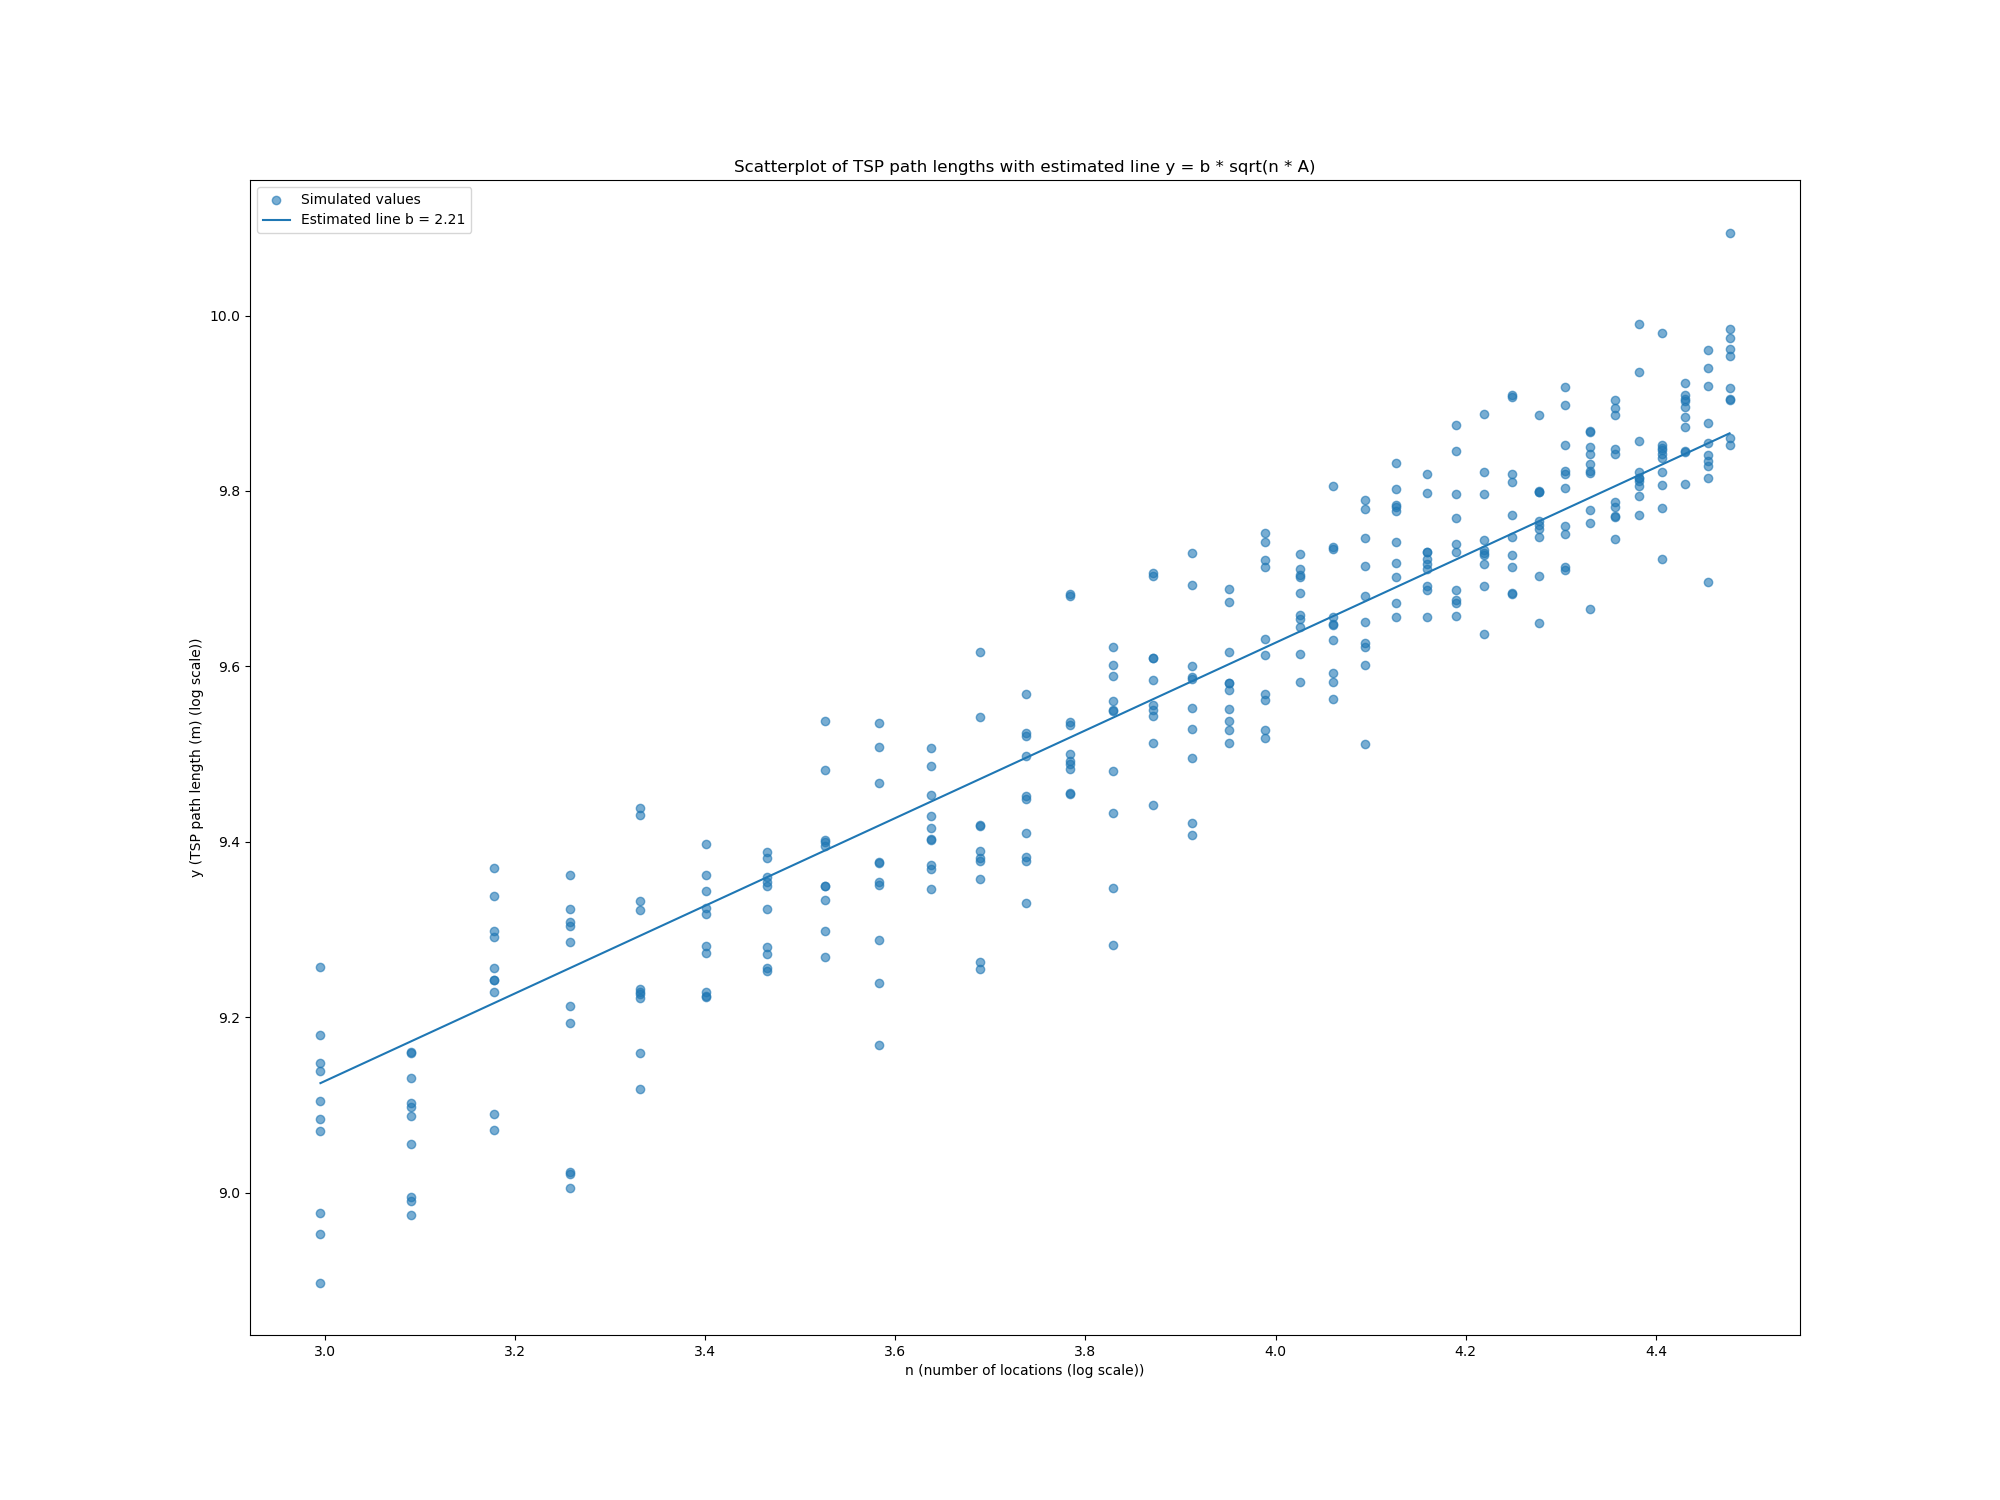 Scatterplot of TSP path lengths with estimated line y = b * sqrt(n * A)
Simulated values
Estimated line b = 2.21
y (TSP path length (m) (log scale))
10.0
9.8
9.6
9.4
9.2
9.0
3.0 3.2 3.4 3.6 3.8 4.0 4.2 4.4
n (number of locations (log scale))